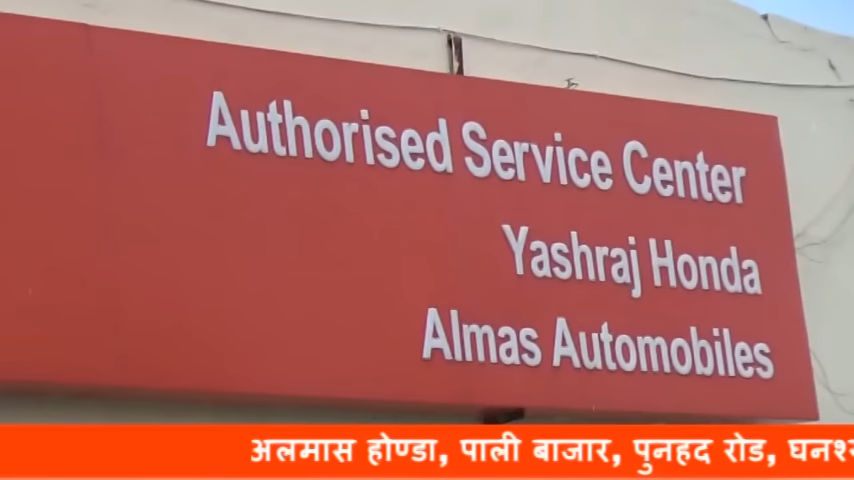 Authorised Service Center
Yashraj Honda
Almas Automobiles
अलमास होण्डा, पाली बाजार, पुनहद रोड,